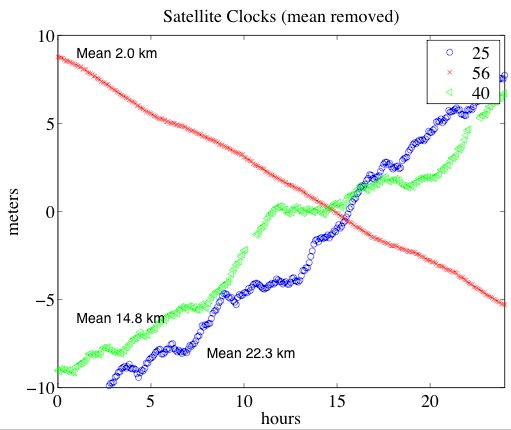 Satellite Clocks (mean removed)
10
Mean 2.0 km
25
56
40
5
meters
0
−5
Mean 14.8 km
Mean 22.3 km
−10
0 5 10 15 20
hours